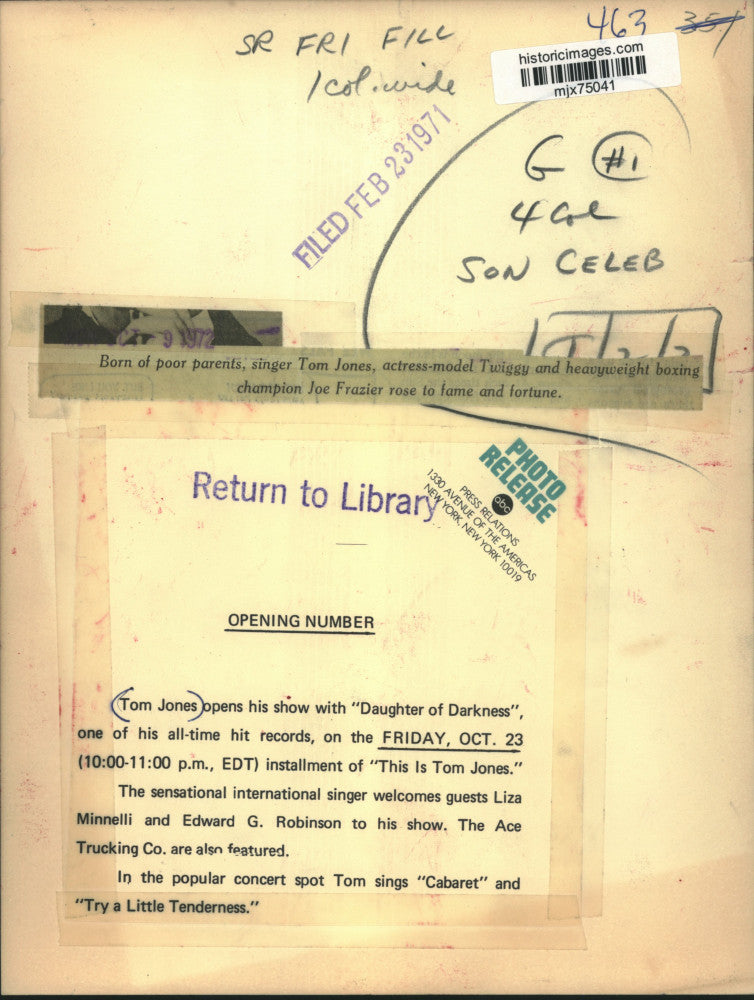 463 351
SR FRI FILL
1 col. wide
historicimages.com
mjx75041
FILED FEB 23 1971
G #1
4 Col
SON CELEB
9 1972
Born of poor parents, singer Tom Jones, actress-model Twiggy and heavyweight boxing
champion Joe Frazier rose to fame and fortune.
Return to Library
PHOTO
RELEASE
abc
PRESS RELATIONS
1330 AVENUE OF THE AMERICAS
NEW YORK, NEW YORK 10019
OPENING NUMBER
Tom Jones opens his show with "Daughter of Darkness",
one of his all-time hit records, on the FRIDAY, OCT. 23
(10:00-11:00 p.m., EDT) installment of "This Is Tom Jones."
The sensational international singer welcomes guests Liza
Minnelli and Edward G. Robinson to his show. The Ace
Trucking Co. are also featured.
In the popular concert spot Tom sings "Cabaret" and
"Try a Little Tenderness."